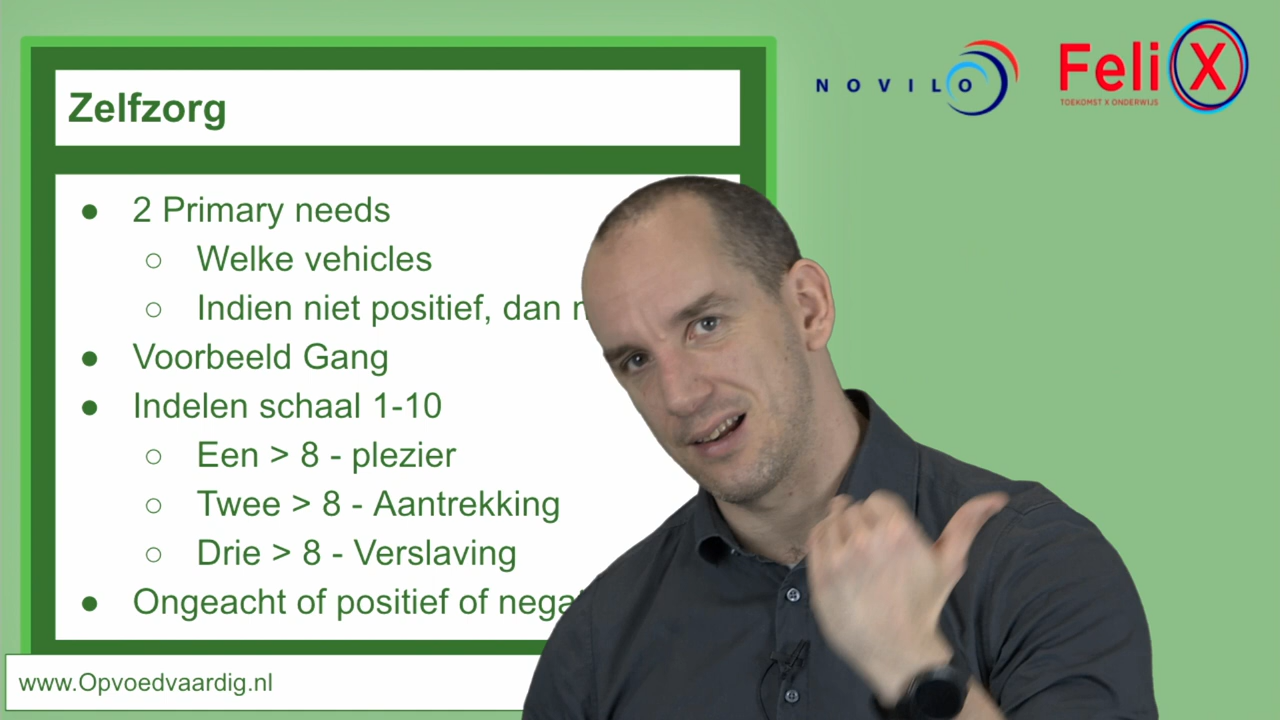 Zelfzorg
NOVILO
FeliX
TOEKOMST X ONDERWIJS
● 2 Primary needs
○ Welke vehicles
○ Indien niet positief, dan
● Voorbeeld Gang
● Indelen schaal 1-10
○ Een > 8 - plezier
○ Twee > 8 - Aantrekking
○ Drie > 8 - Verslaving
● Ongeacht of positief of
www.Opvoedvaardig.nl